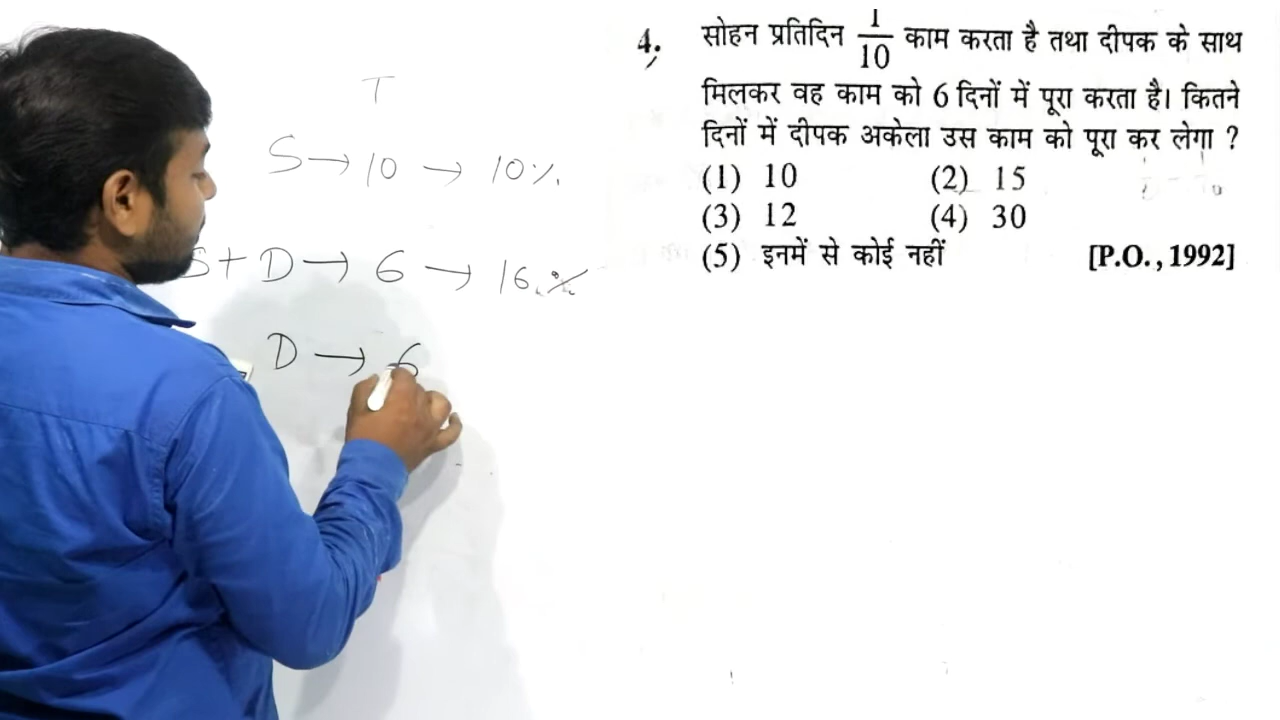 T
S → 10 → 10%
S + D → 6 → 16 %
D → 6
4. सोहन प्रतिदिन 1/10 काम करता है तथा दीपक के साथ
मिलकर वह काम को 6 दिनों में पूरा करता है। कितने
दिनों में दीपक अकेला उस काम को पूरा कर लेगा ?
(1) 10 (2) 15
(3) 12 (4) 30
(5) इनमें से कोई नहीं [P.O., 1992]